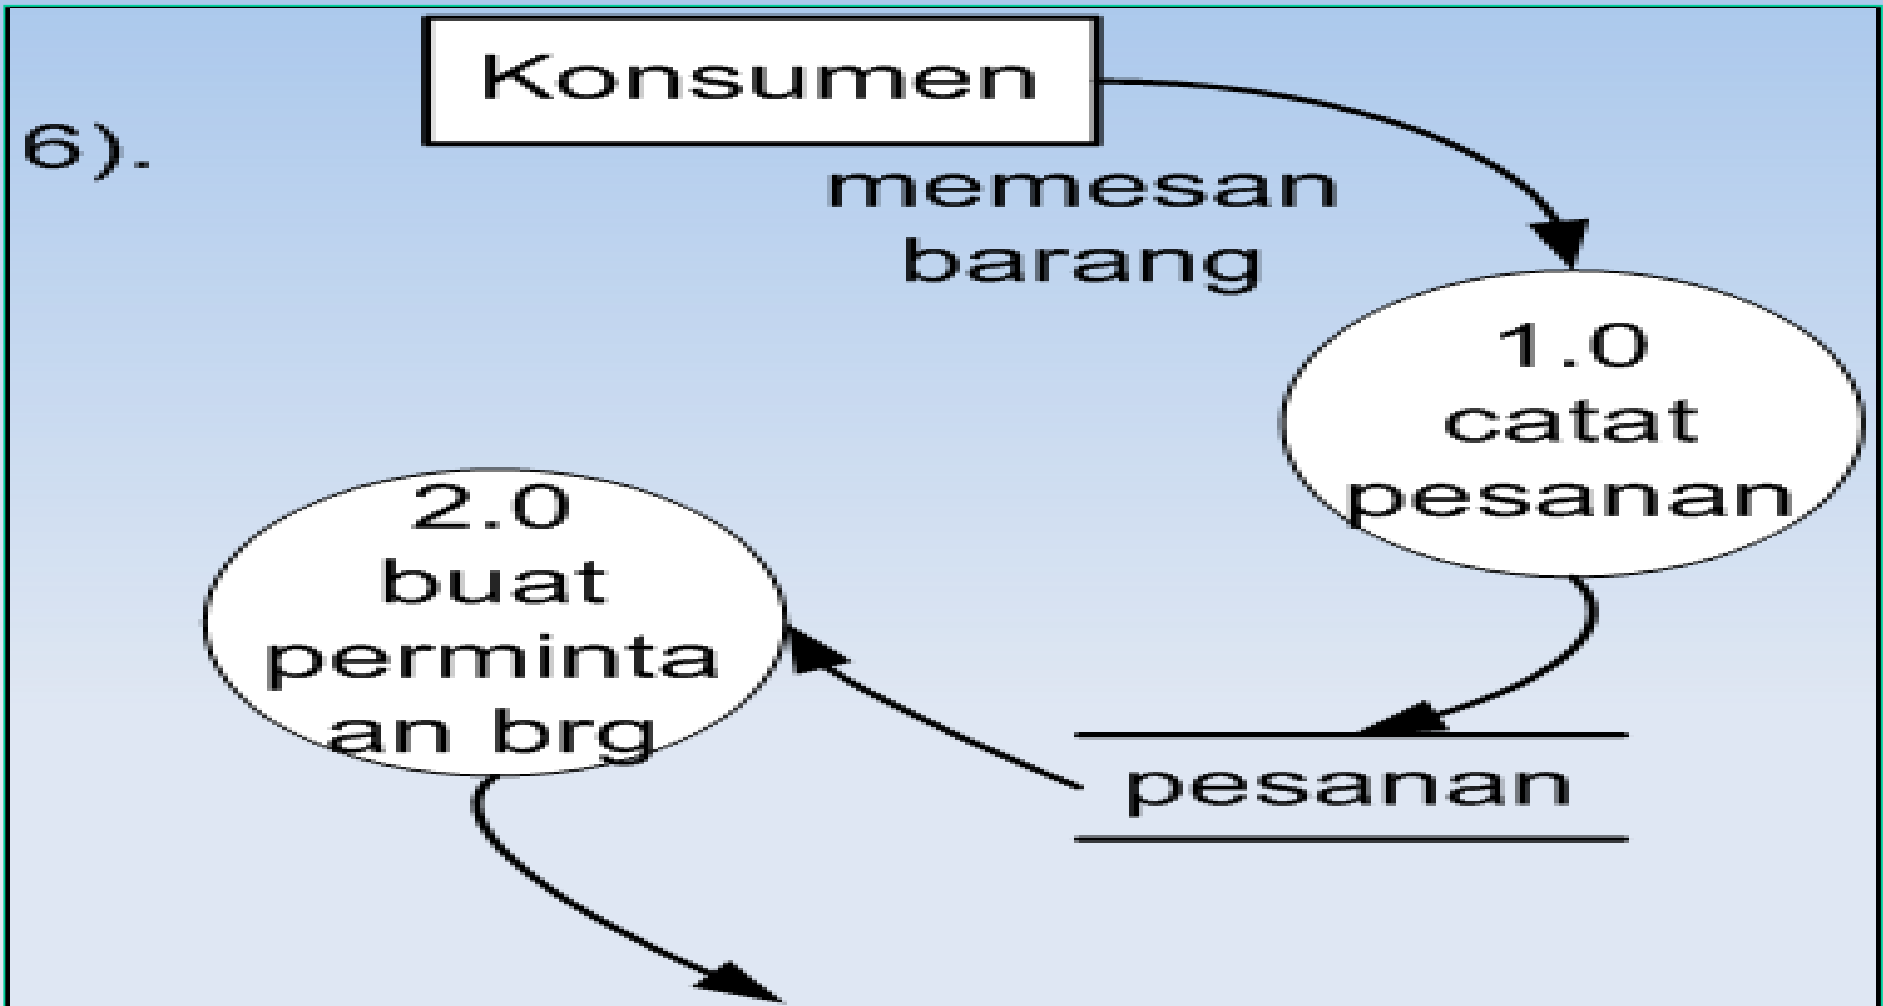 Konsumen
6).
memesan
barang
1.0
catat
pesanan
2.0
buat
perminta
an brg
pesanan